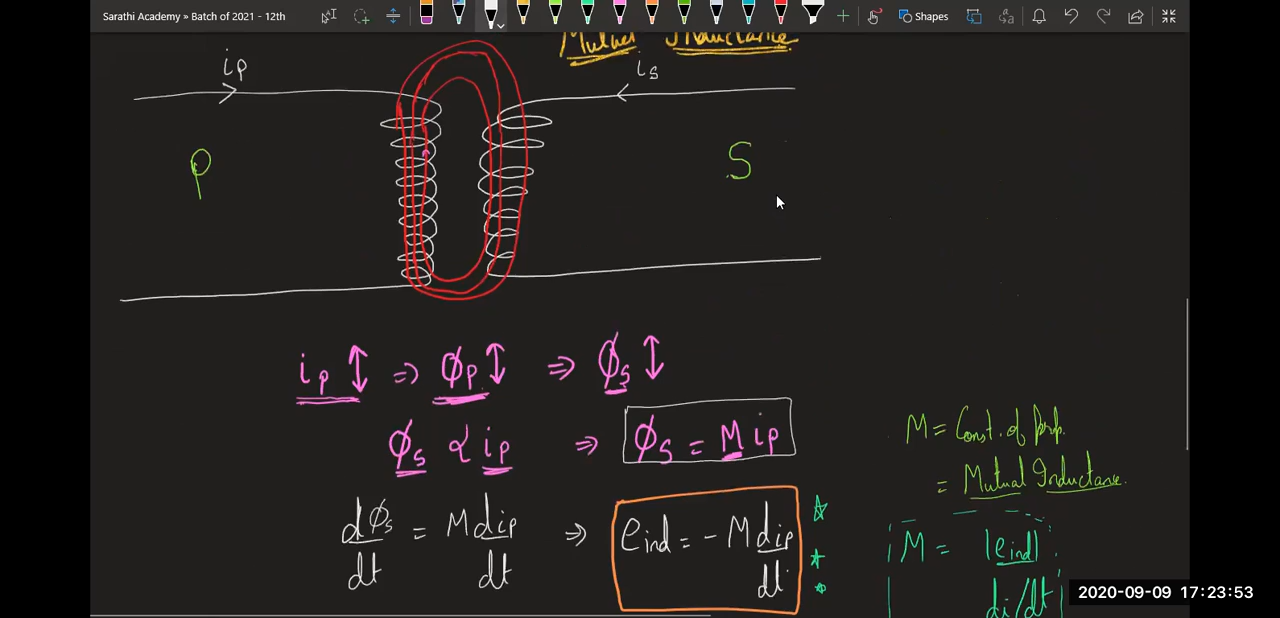 Sarathi Academy » Batch of 2021 - 12th
Shapes
Mutual Inductance
ip
is
P
S
ip ↕ => ϕP ↕ => ϕs ↕
ϕs ∝ ip => ϕs = M ip
M = Const. of prop.
= Mutual Inductance.
dϕs/dt = M dip/dt => eind = - M dip/dt
M = |eind| / di/dt
2020-09-09 17:23:53